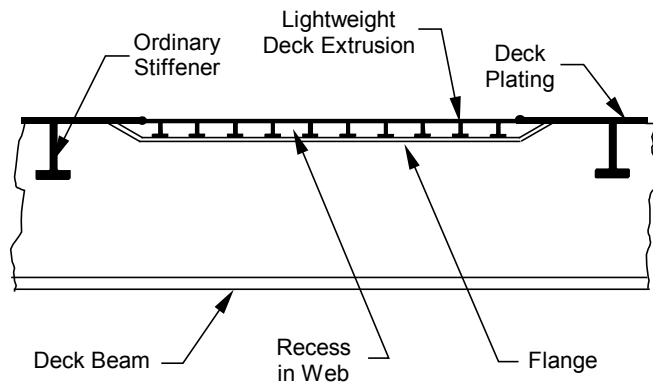 Lightweight
Deck Extrusion
Ordinary
Stiffener
Deck
Plating
Deck Beam
Recess
in Web
Flange